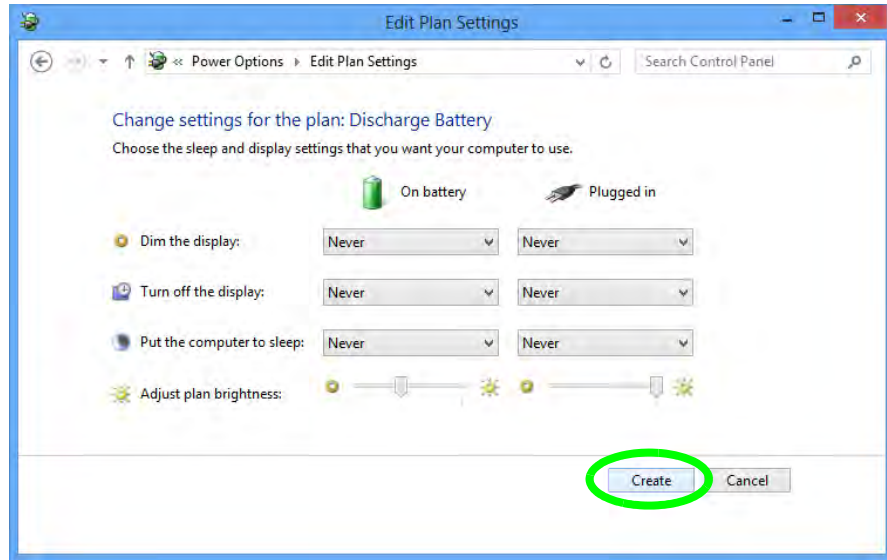 Edit Plan Settings
« Power Options ▸ Edit Plan Settings
Search Control Panel
Change settings for the plan: Discharge Battery
Choose the sleep and display settings that you want your computer to use.
On battery
Plugged in
Dim the display:
Never
Never
Turn off the display:
Never
Never
Put the computer to sleep:
Never
Never
Adjust plan brightness:
Create
Cancel